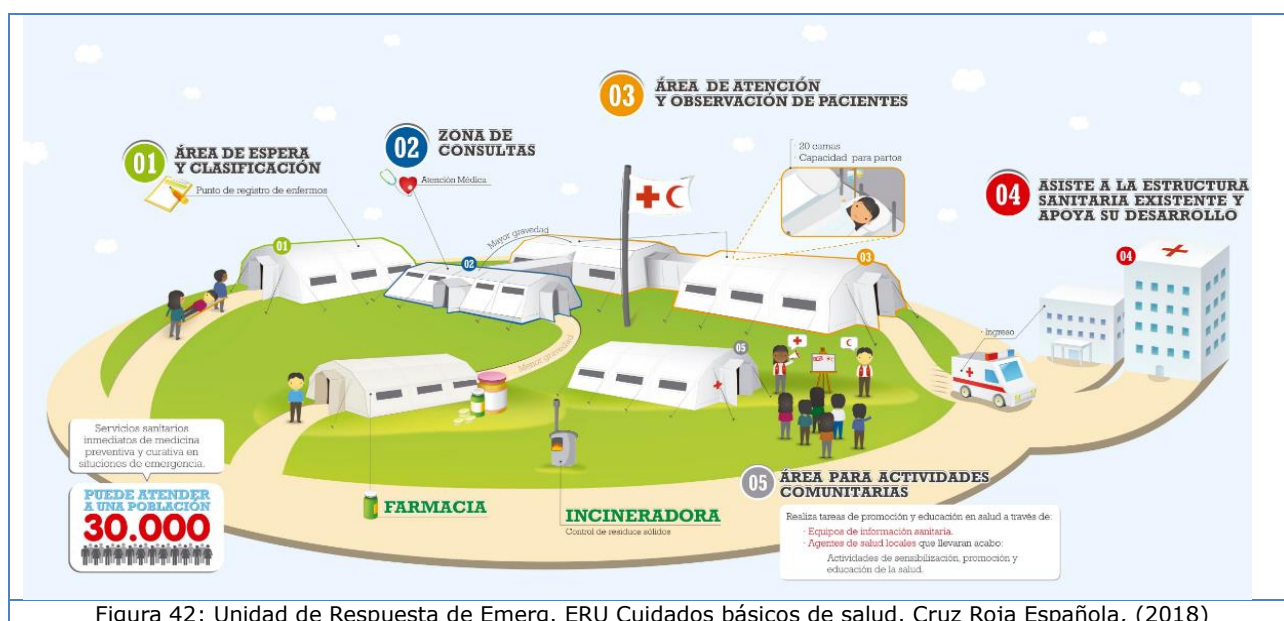 01
ÁREA DE ESPERA
Y CLASIFICACIÓN
Punto de registro de enfermos
02
ZONA DE
CONSULTAS
Atención Médica
03
ÁREA DE ATENCIÓN
Y OBSERVACIÓN DE PACIENTES
· 20 camas
· Capacidad para partos
04
ASISTE A LA ESTRUCTURA
SANITARIA EXISTENTE Y
APOYA SU DESARROLLO
01
02
Mayor gravedad
03
04
· Ingreso
Menor gravedad
05
Servicios sanitarios
inmediatos de medicina
preventiva y curativa en
situciones de emergencia.
PUEDE ATENDER
A UNA POBLACIÓN
30.000
FARMACIA
INCINERADORA
Control de residuos sólidos
05
ÁREA PARA ACTIVIDADES
COMUNITARIAS
Realiza tareas de promoción y educación en salud a través de:
· Equipos de información sanitaria.
· Agentes de salud locales que llevaran acabo:
Actividades de sensibilización, promoción y
educación de la salud.
Figura 42: Unidad de Respuesta de Emerg. ERU Cuidados básicos de salud. Cruz Roja Española, (2018)